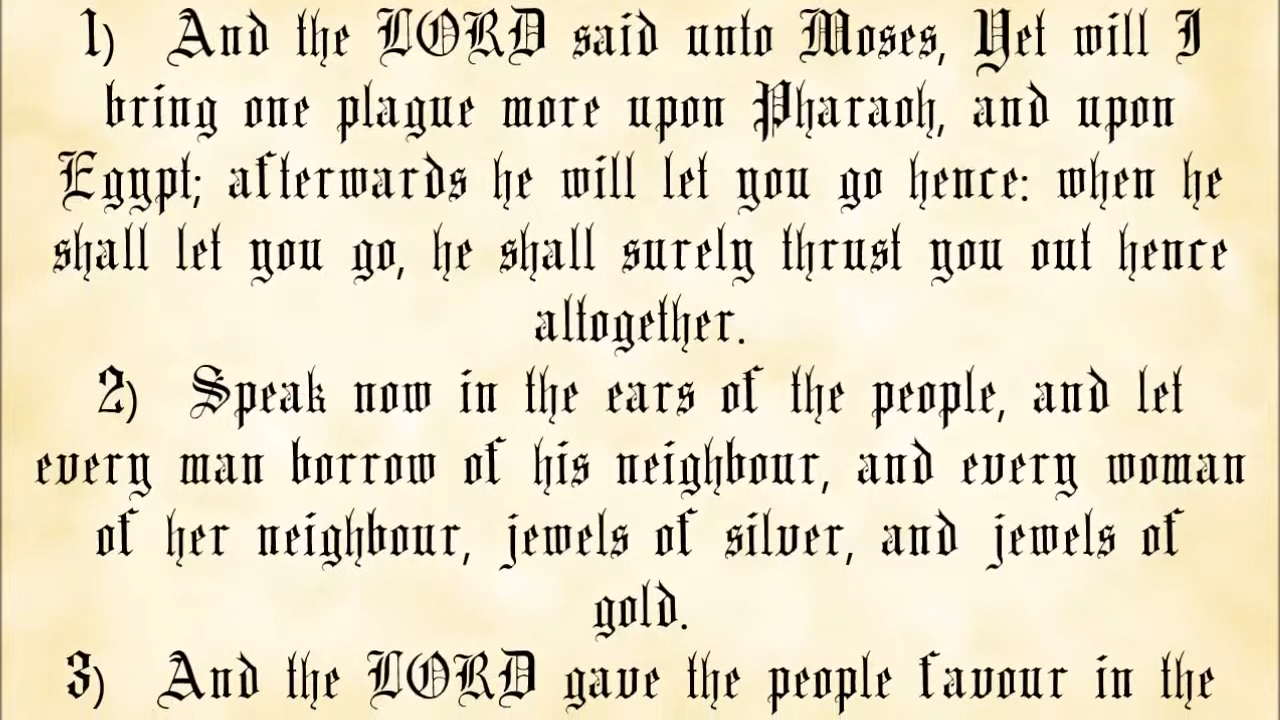 1) And the LORD said unto Moses, Yet will I
bring one plague more upon Pharaoh, and upon
Egypt; afterwards he will let you go hence: when he
shall let you go, he shall surely thrust you out hence
altogether.
2) Speak now in the ears of the people, and let
every man borrow of his neighbour, and every woman
of her neighbour, jewels of silver, and jewels of
gold.
3) And the LORD gave the people favour in the